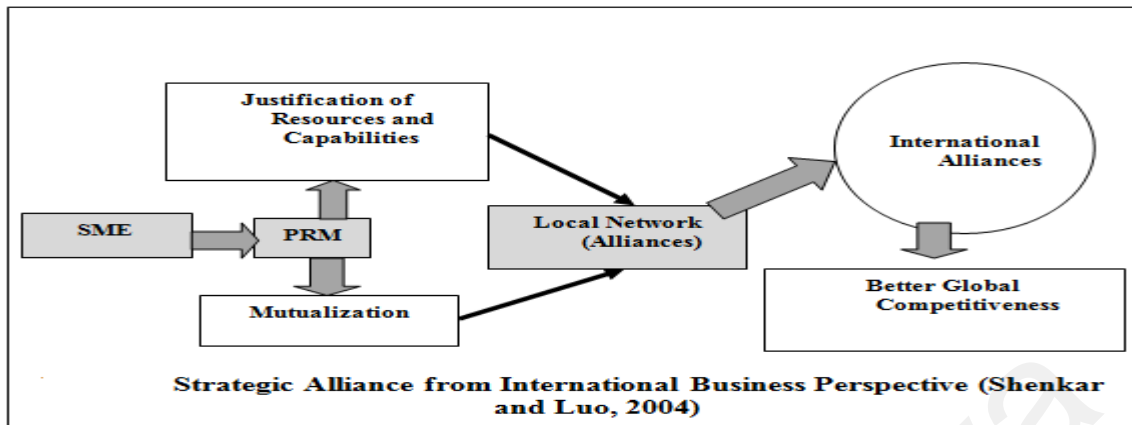 Justification of
Resources and
Capabilities
International
Alliances
SME
PRM
Local Network
(Alliances)
Mutualization
Better Global
Competitiveness
Strategic Alliance from International Business Perspective (Shenkar
and Luo, 2004)